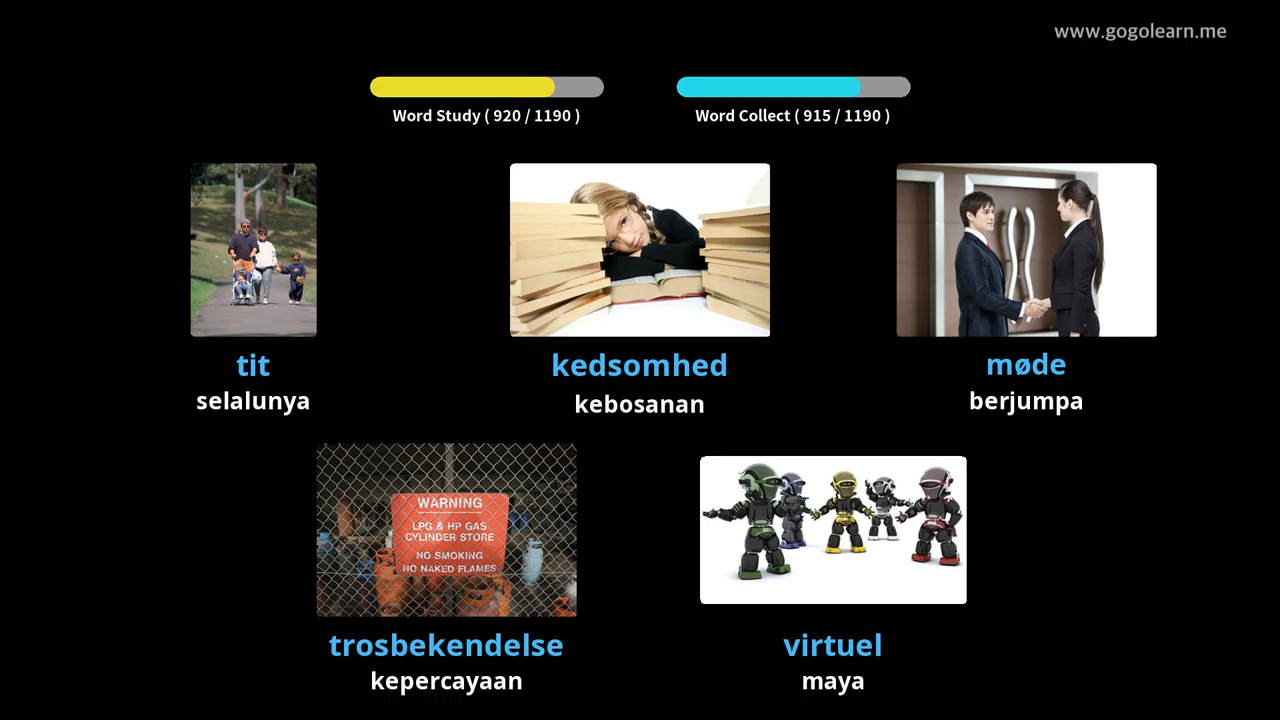 www.gogolearn.me
Word Study ( 920 / 1190 )
Word Collect ( 915 / 1190 )
tit
selalunya
kedsomhed
kebosanan
møde
berjumpa
WARNING
LPG & HP GAS
CYLINDER STORE
NO SMOKING
NO NAKED FLAMES
trosbekendelse
kepercayaan
virtuel
maya